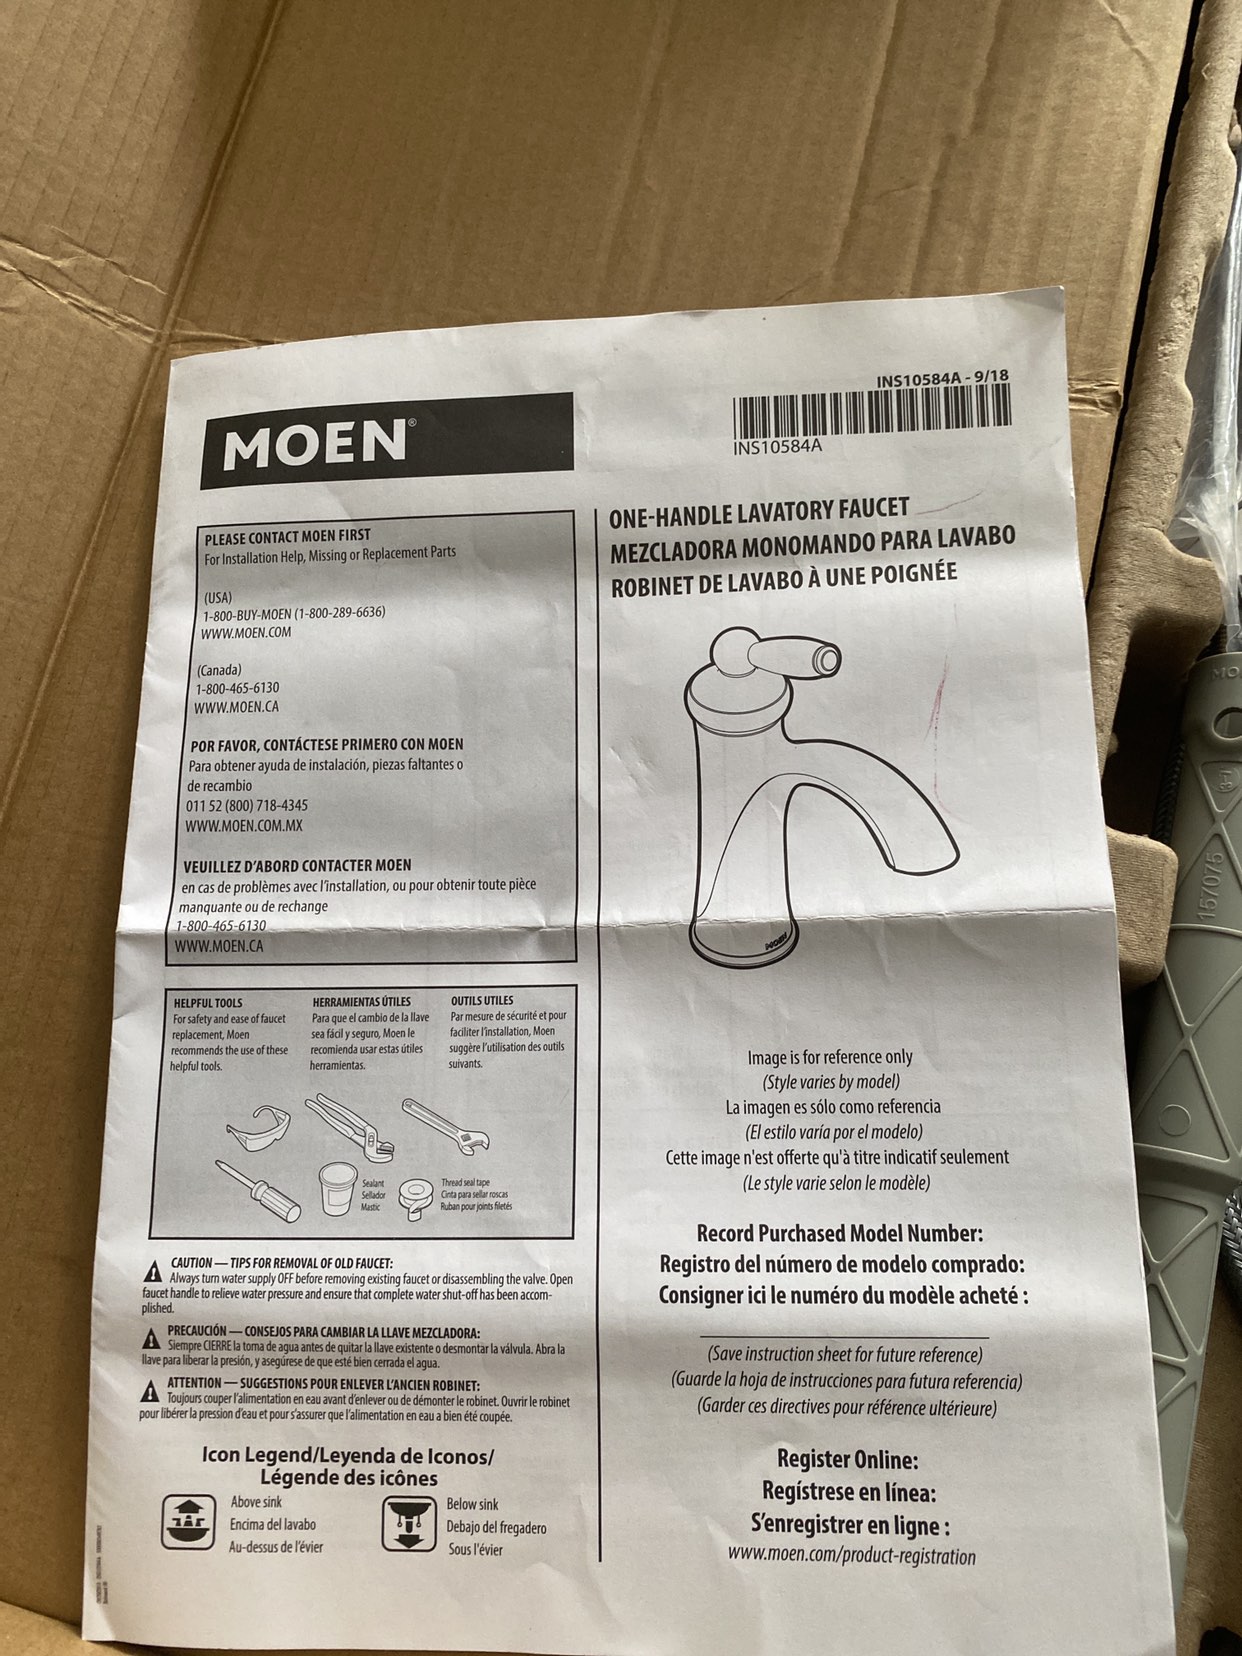 MOEN®
INS10584A - 9/18
INS10584A
PLEASE CONTACT MOEN FIRST
For Installation Help, Missing or Replacement Parts
(USA)
1-800-BUY-MOEN (1-800-289-6636)
WWW.MOEN.COM
(Canada)
1-800-465-6130
WWW.MOEN.CA
POR FAVOR, CONTÁCTESE PRIMERO CON MOEN
Para obtener ayuda de instalación, piezas faltantes o
de recambio
011 52 (800) 718-4345
WWW.MOEN.COM.MX
VEUILLEZ D'ABORD CONTACTER MOEN
en cas de problèmes avec l'installation, ou pour obtenir toute pièce
manquante ou de rechange
1-800-465-6130
WWW.MOEN.CA
HELPFUL TOOLS
For safety and ease of faucet
replacement, Moen
recommends the use of these
helpful tools.
HERRAMIENTAS ÚTILES
Para que el cambio de la llave
sea fácil y seguro, Moen le
recomienda usar estas útiles
herramientas.
OUTILS UTILES
Par mesure de sécurité et pour
faciliter l'installation, Moen
suggère l'utilisation des outils
suivants.
Sealant
Sellador
Mastic
Thread seal tape
Cinta para sellar roscas
Ruban pour joints filetés
CAUTION — TIPS FOR REMOVAL OF OLD FAUCET:
Always turn water supply OFF before removing existing faucet or disassembling the valve. Open
faucet handle to relieve water pressure and ensure that complete water shut-off has been accom-
plished.
PRECAUCIÓN — CONSEJOS PARA CAMBIAR LA LLAVE MEZCLADORA:
Siempre CIERRE la toma de agua antes de quitar la llave existente o desmontar la válvula. Abra la
llave para liberar la presión, y asegúrese de que esté bien cerrada el agua.
ATTENTION — SUGGESTIONS POUR ENLEVER L'ANCIEN ROBINET:
Toujours couper l'alimentation en eau avant d'enlever ou de démonter le robinet. Ouvrir le robinet
pour libérer la pression d'eau et pour s'assurer que l'alimentation en eau a bien été coupée.
Icon Legend/Leyenda de Iconos/
Légende des icônes
Above sink
Encima del lavabo
Au-dessus de l'évier
Below sink
Debajo del fregadero
Sous l'évier
ONE-HANDLE LAVATORY FAUCET
MEZCLADORA MONOMANDO PARA LAVABO
ROBINET DE LAVABO À UNE POIGNÉE
MOEN
Image is for reference only
(Style varies by model)
La imagen es sólo como referencia
(El estilo varía por el modelo)
Cette image n'est offerte qu'à titre indicatif seulement
(Le style varie selon le modèle)
Record Purchased Model Number:
Registro del número de modelo comprado:
Consigner ici le numéro du modèle acheté :
(Save instruction sheet for future reference)
(Guarde la hoja de instrucciones para futura referencia)
(Garder ces directives pour référence ultérieure)
Register Online:
Regístrese en línea:
S'enregistrer en ligne :
www.moen.com/product-registration
157075